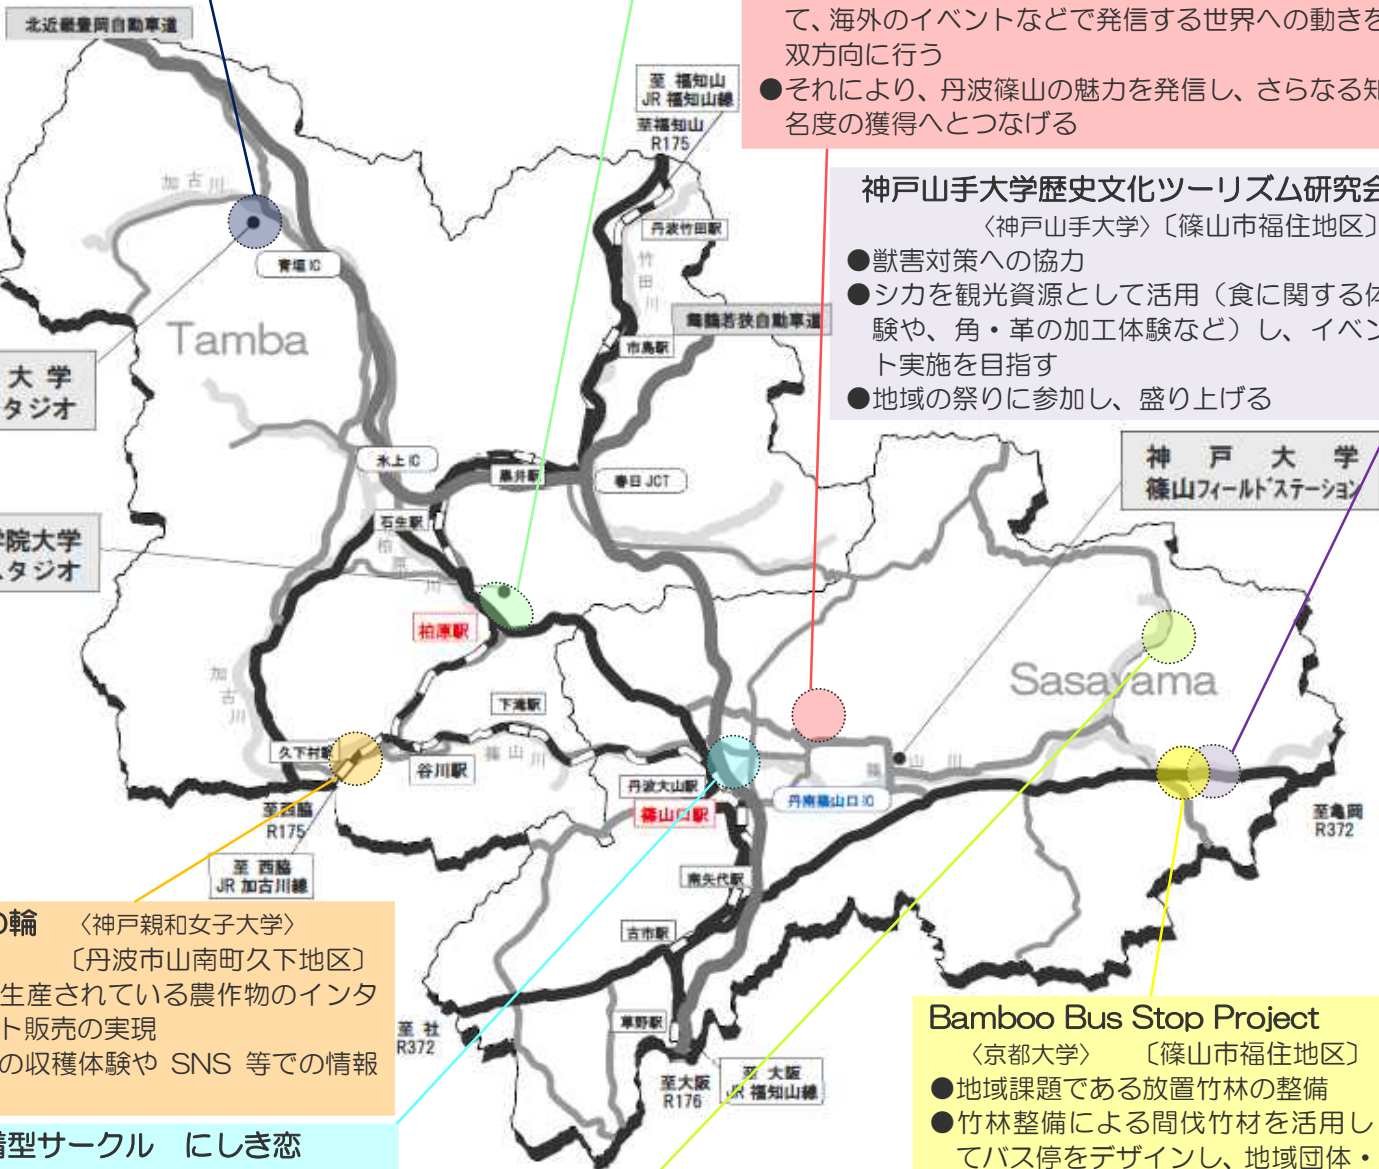 北近畿豊岡自動車道
て、海外のイベントなどで発信する世界への動きを
双方向に行う
●それにより、丹波篠山の魅力を発信し、さらなる知
名度の獲得へとつなげる
至 福知山
JR 福知山線
至福知山
R175
加古川
丹波竹田駅
竹田川
青垣IC
舞鶴若狭自動車道
市島駅
Tamba
神戸山手大学歴史文化ツーリズム研究会
〈神戸山手大学〉〔篠山市福住地区〕
●獣害対策への協力
●シカを観光資源として活用（食に関する体
験や、角・革の加工体験など）し、イベン
ト実施を目指す
●地域の祭りに参加し、盛り上げる
大 学
タジオ
氷上IC
黒井駅
春日JCT
神 戸 大 学
篠山フィールドステーション
石生駅
柏原川
学院大学
スタジオ
柏原駅
加古川
下滝駅
Sasayama
久下村駅
谷川駅
篠山川
丹波大山駅
篠山口駅
丹南篠山口IC
篠山川
至西脇
R175
至 西脇
JR 加古川線
至亀岡
R372
南矢代駅
古市駅
の輪 〈神戸親和女子大学〉
〔丹波市山南町久下地区〕
生産されている農作物のインタ
ト販売の実現
の収穫体験や SNS 等での情報
至 社
R372
草野駅
至大阪
R176
至 大阪
JR 福知山線
着型サークル にしき恋
Bamboo Bus Stop Project
〈京都大学〉 〔篠山市福住地区〕
●地域課題である放置竹林の整備
●竹林整備による間伐竹材を活用し
てバス停をデザインし、地域団体・